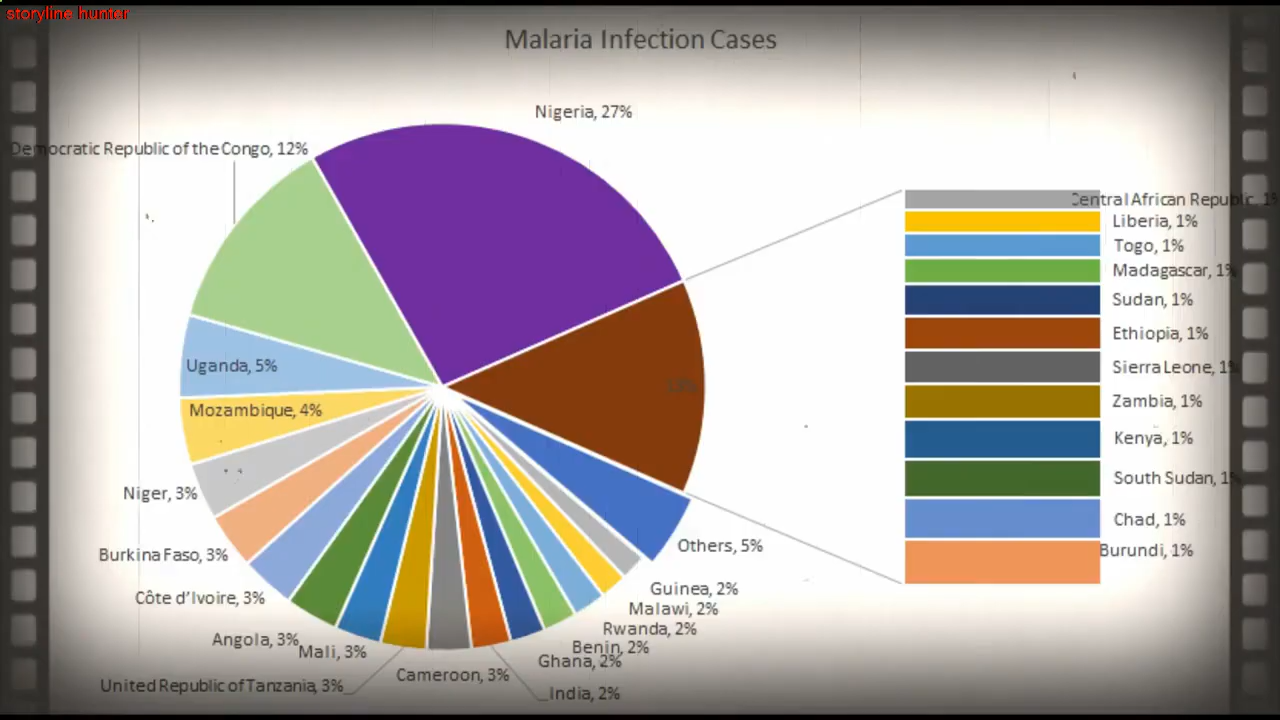 storyline hunter
Malaria Infection Cases
Nigeria, 27%
Democratic Republic of the Congo, 12%
Uganda, 5%
Mozambique, 4%
Niger, 3%
Burkina Faso, 3%
Côte d’Ivoire, 3%
Angola, 3%
Mali, 3%
United Republic of Tanzania, 3%
Cameroon, 3%
India, 2%
Ghana, 2%
Benin, 2%
Rwanda, 2%
Malawi, 2%
Guinea, 2%
Others, 5%
Central African Republic, 1%
Liberia, 1%
Togo, 1%
Madagascar, 1%
Sudan, 1%
Ethiopia, 1%
Sierra Leone, 1%
Zambia, 1%
Kenya, 1%
South Sudan, 1%
Chad, 1%
Burundi, 1%